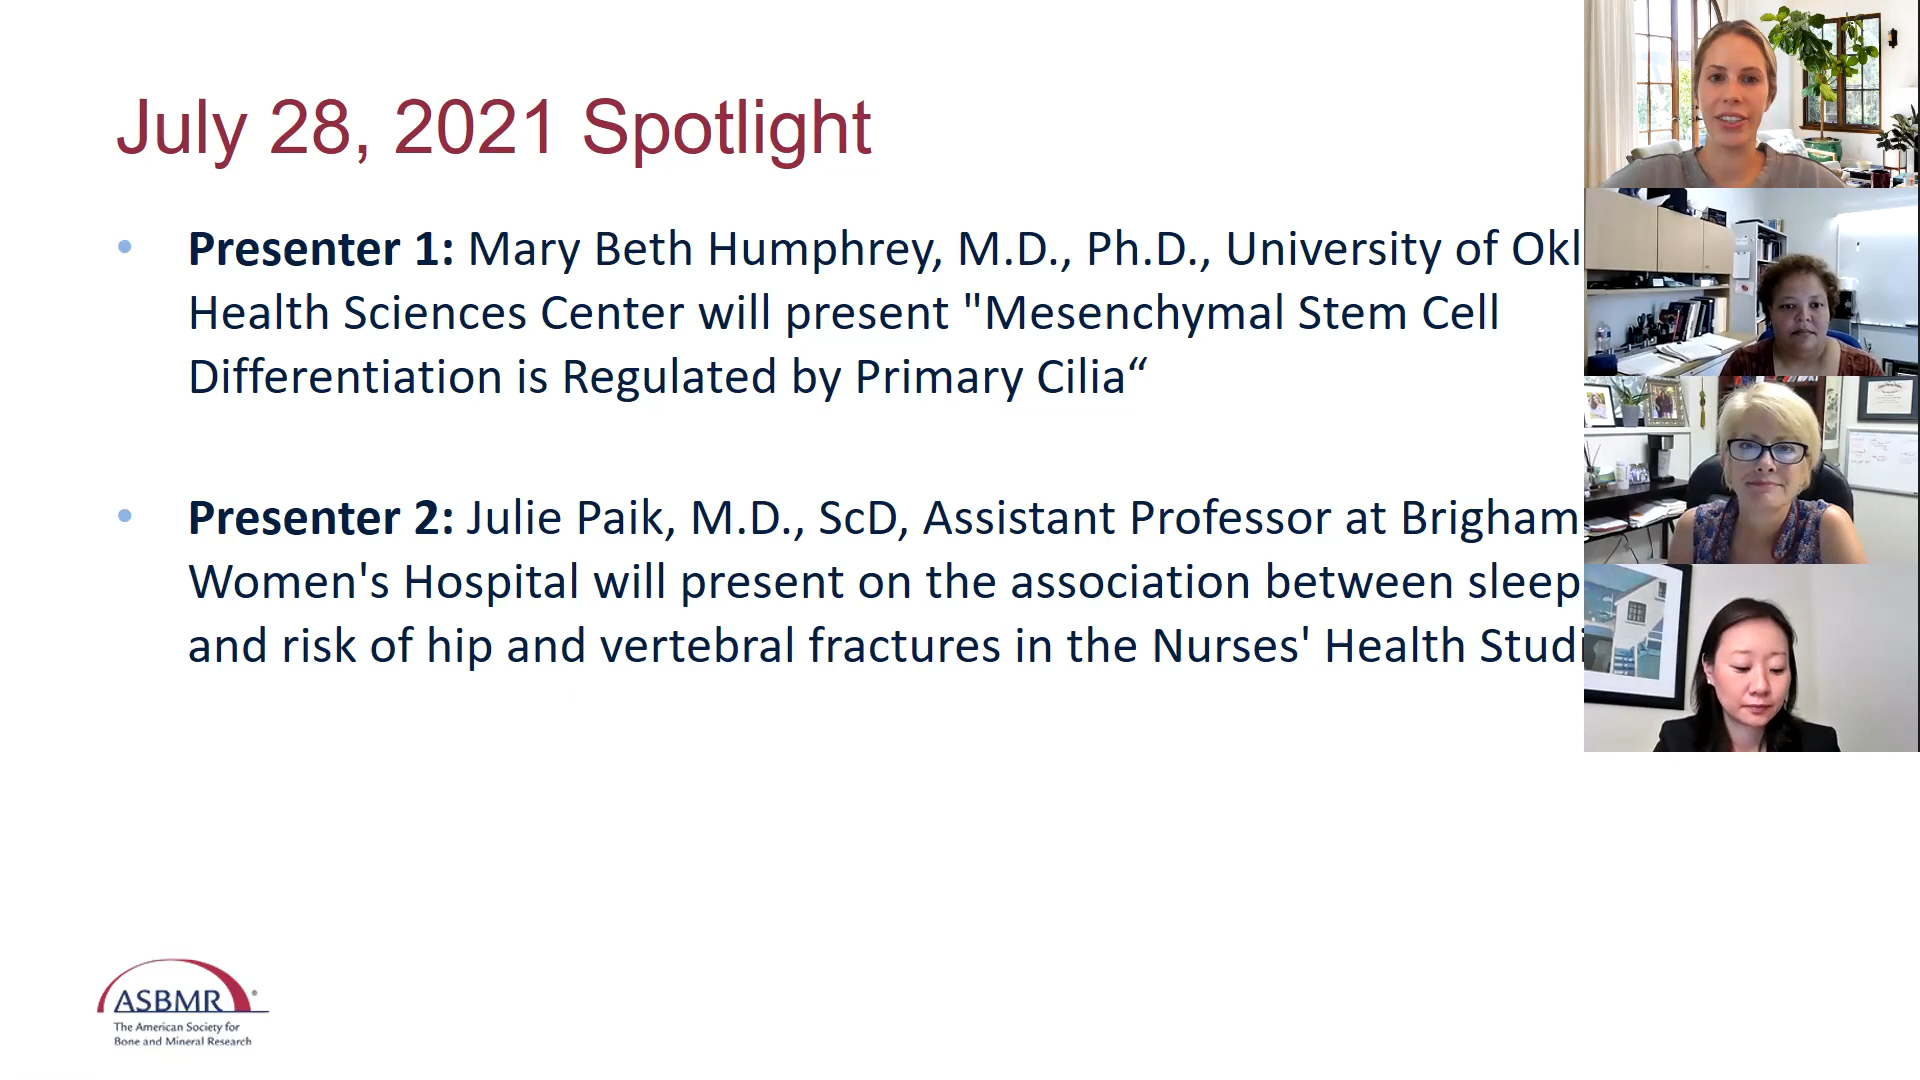 July 28, 2021 Spotlight
• Presenter 1: Mary Beth Humphrey, M.D., Ph.D., University of Okl
Health Sciences Center will present "Mesenchymal Stem Cell
Differentiation is Regulated by Primary Cilia“
• Presenter 2: Julie Paik, M.D., ScD, Assistant Professor at Brigham
Women's Hospital will present on the association between sleep
and risk of hip and vertebral fractures in the Nurses' Health Studi
ASBMR®
The American Society for
Bone and Mineral Research